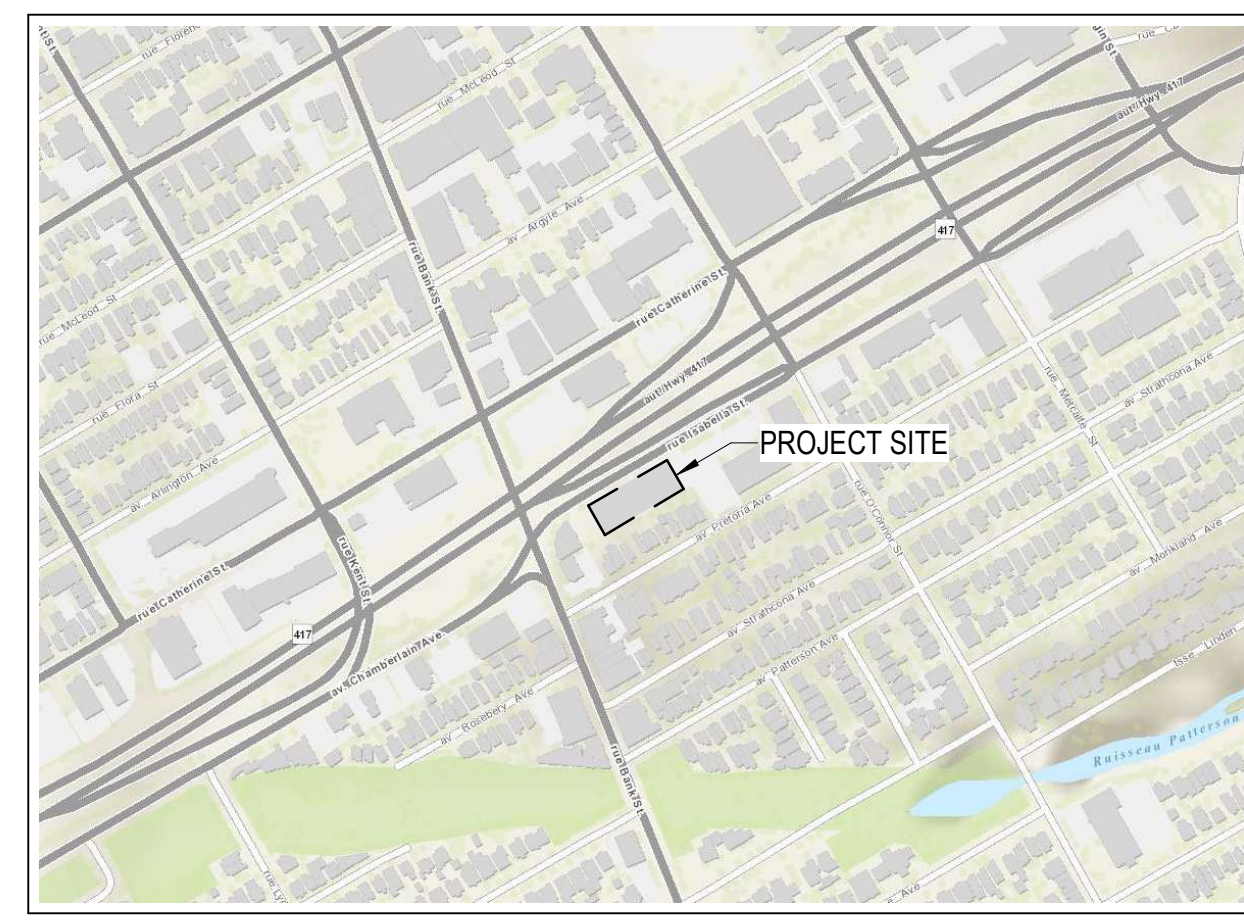 rue McLeod St
rue Bank St.
av Argyle Ave
aut./Hwy. 417
417
rue McLeod St
rue Catherine St.
rue Flora St
aut./Hwy. 417
rue Isabella St.
rue Metcalfe St
av Strathcona Ave
PROJECT SITE
av Arlington Ave
av Pretoria Ave
rue O'Connor St
av Monkland Ave
rue Kent St.
rue Catherine St.
av Strathcona Ave
417
av Patterson Ave
av. Chamberlain Ave.
av Rosebery Ave
tsse Linden
Ruisseau Patterson
rue Bank St.
Ave